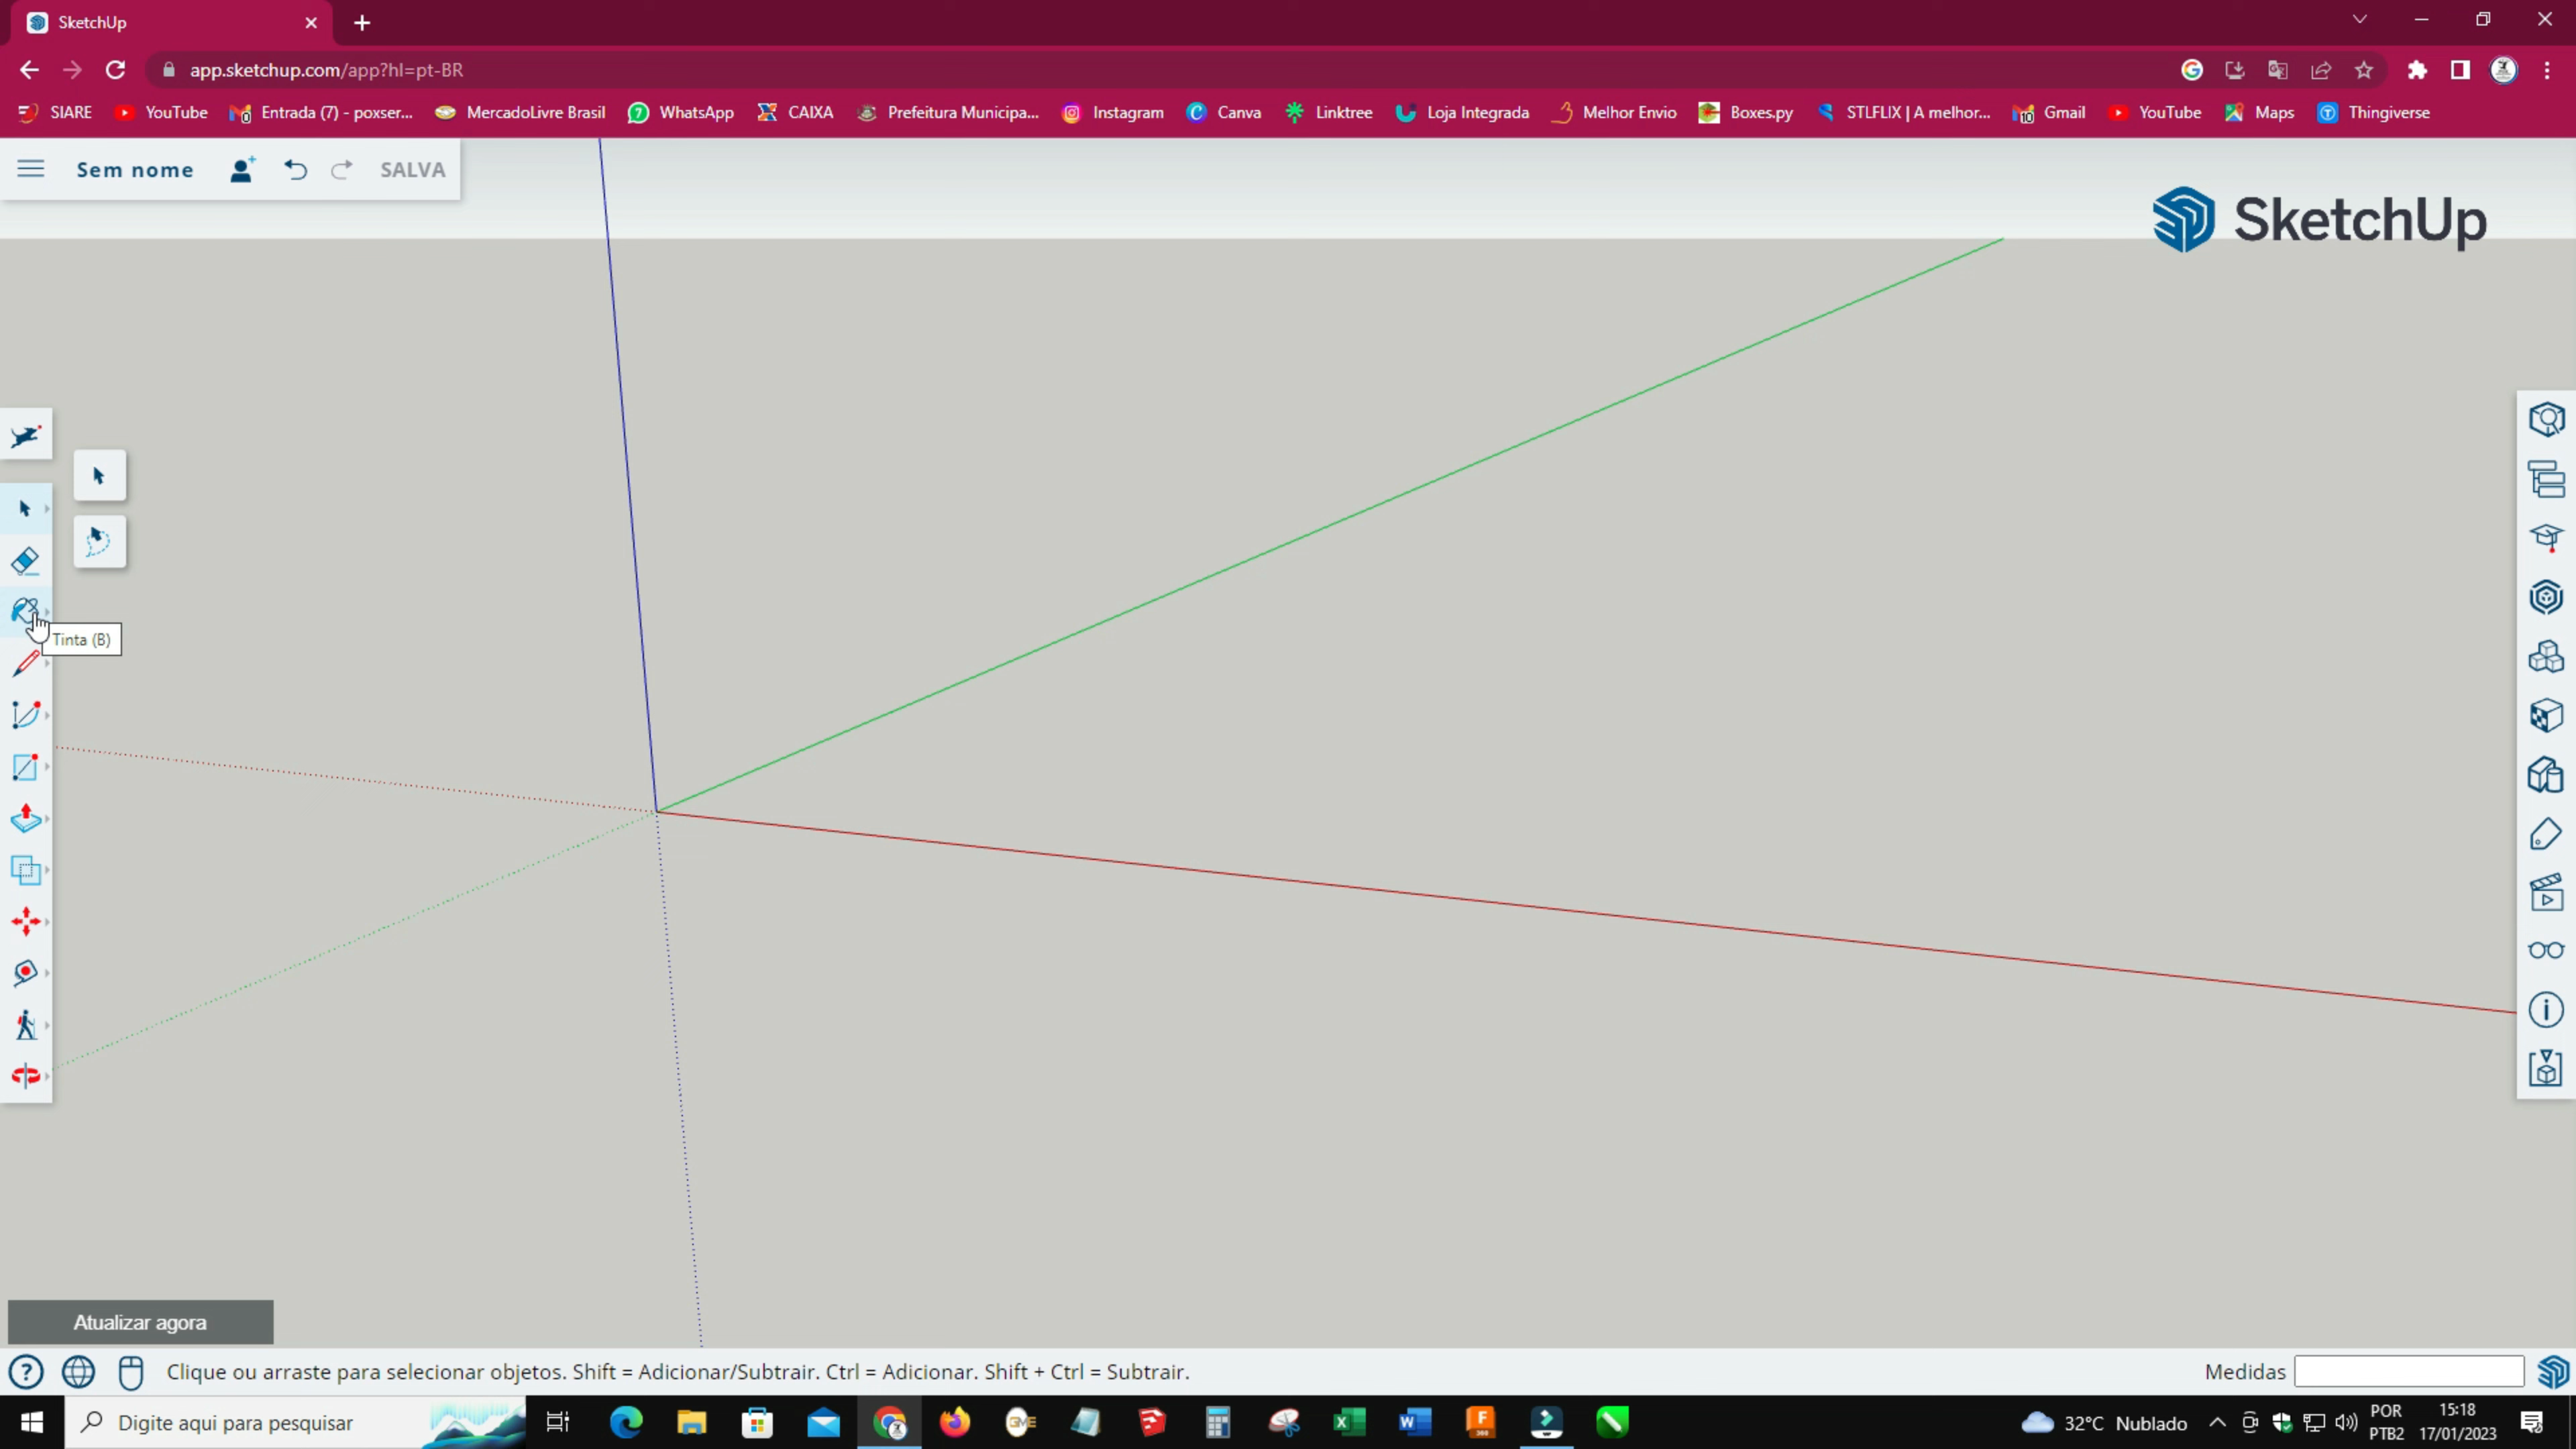 SketchUp
app.sketchup.com/app?hl=pt-BR
SIARE YouTube Entrada (7) - poxser... MercadoLivre Brasil WhatsApp CAIXA Prefeitura Municipa... Instagram Canva Linktree Loja Integrada Melhor Envio Boxes.py STLFLIX | A melhor... Gmail YouTube Maps Thingiverse
Sem nome SALVA
SketchUp
Tinta (B)
Atualizar agora
Clique ou arraste para selecionar objetos. Shift = Adicionar/Subtrair. Ctrl = Adicionar. Shift + Ctrl = Subtrair. Medidas
Digite aqui para pesquisar 32°C Nublado POR 15:18
PTB2 17/01/2023